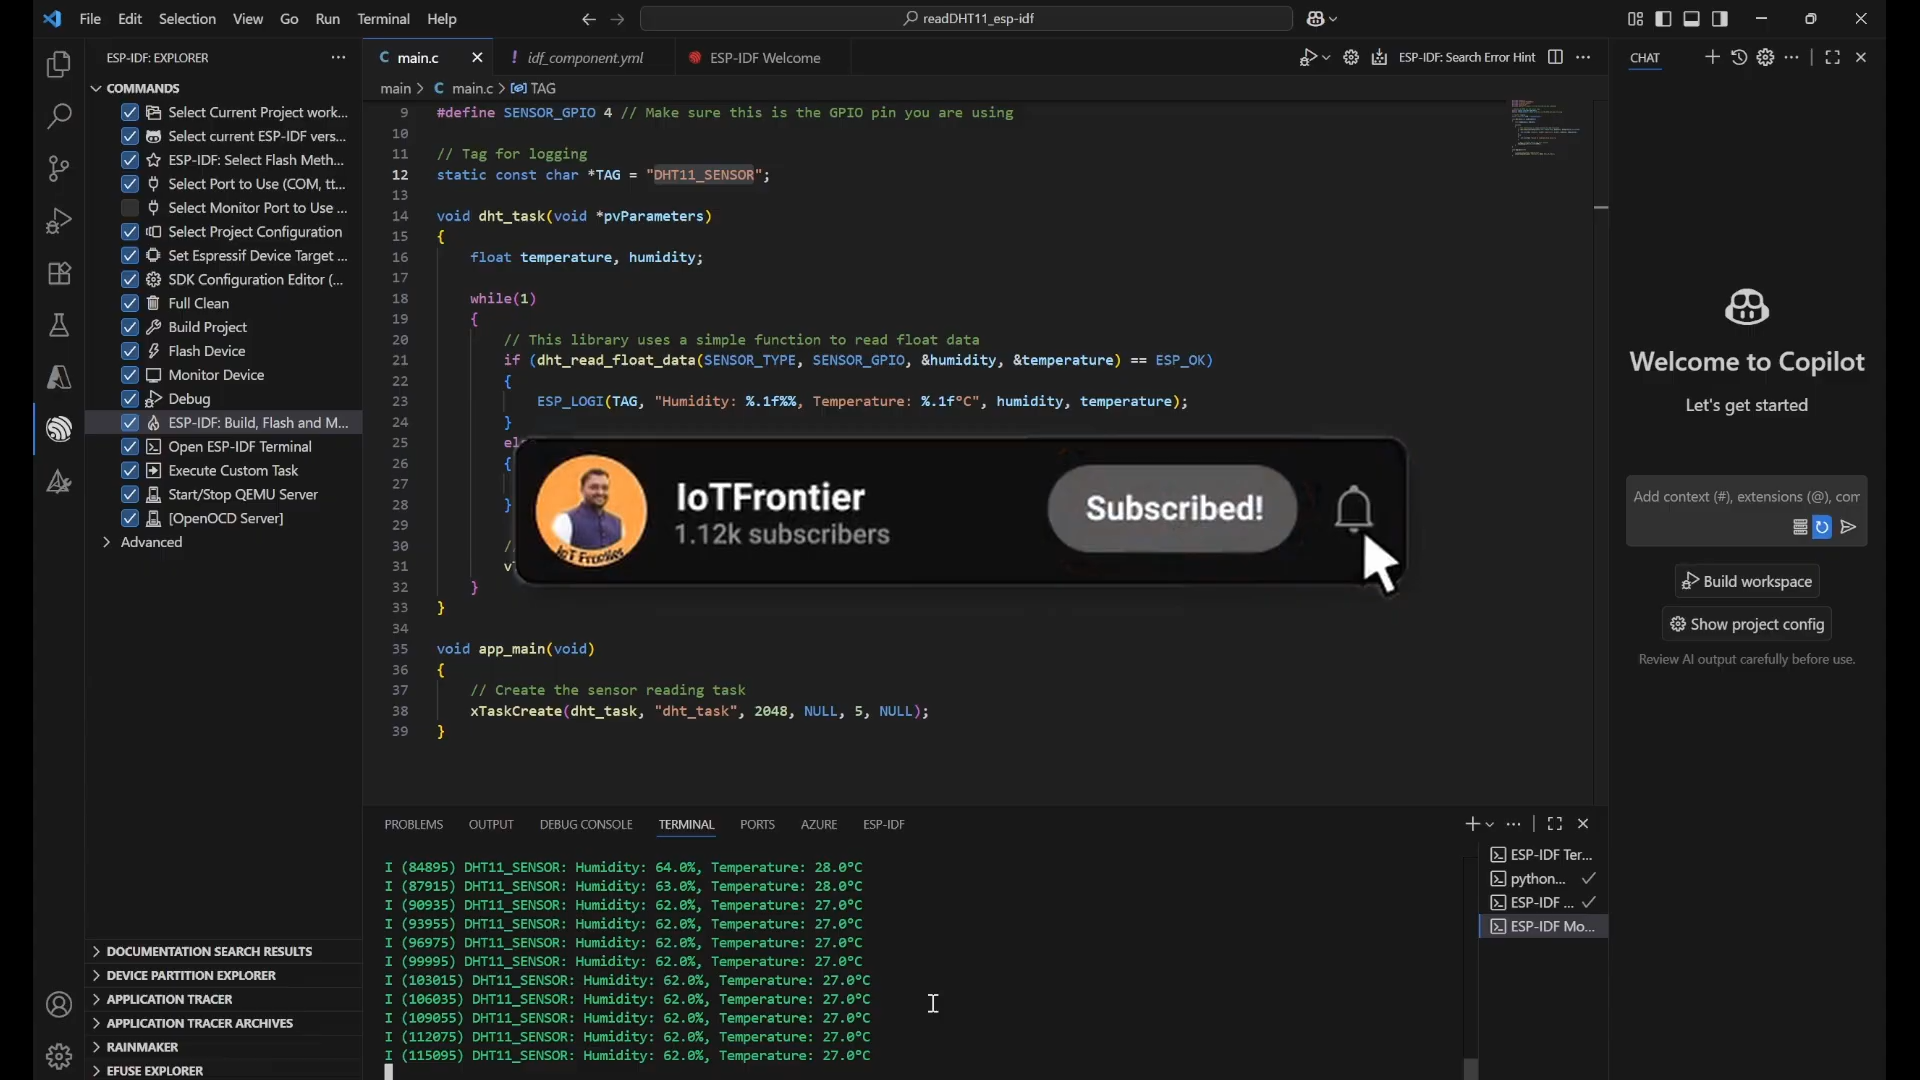 File Edit Selection View Go Run Terminal Help
readDHT11_esp-idf
ESP-IDF: EXPLORER
COMMANDS
Select Current Project work...
Select current ESP-IDF vers...
ESP-IDF: Select Flash Meth...
Select Port to Use (COM, tt...
Select Monitor Port to Use ...
Select Project Configuration
Set Espressif Device Target ...
SDK Configuration Editor (...
Full Clean
Build Project
Flash Device
Monitor Device
Debug
ESP-IDF: Build, Flash and M...
Open ESP-IDF Terminal
Execute Custom Task
Start/Stop QEMU Server
[OpenOCD Server]
Advanced
DOCUMENTATION SEARCH RESULTS
DEVICE PARTITION EXPLORER
APPLICATION TRACER
APPLICATION TRACER ARCHIVES
RAINMAKER
EFUSE EXPLORER
C main.c
! idf_component.yml
ESP-IDF Welcome
ESP-IDF: Search Error Hint
main > C main.c > TAG
9 #define SENSOR_GPIO 4 // Make sure this is the GPIO pin you are using
10
11 // Tag for logging
12 static const char *TAG = "DHT11_SENSOR";
13
14 void dht_task(void *pvParameters)
15 {
16 float temperature, humidity;
17
18 while(1)
19 {
20 // This library uses a simple function to read float data
21 if (dht_read_float_data(SENSOR_TYPE, SENSOR_GPIO, &humidity, &temperature) == ESP_OK)
22 {
23 ESP_LOGI(TAG, "Humidity: %.1f%%, Temperature: %.1f°C", humidity, temperature);
24 }
25 el
26 {
27
28 }
29
30 /
31 v
32 }
33 }
34
35 void app_main(void)
36 {
37 // Create the sensor reading task
38 xTaskCreate(dht_task, "dht_task", 2048, NULL, 5, NULL);
39 }
IoT Frontier
IoTFrontier
1.12k subscribers
Subscribed!
PROBLEMS OUTPUT DEBUG CONSOLE TERMINAL PORTS AZURE ESP-IDF
I (84895) DHT11_SENSOR: Humidity: 64.0%, Temperature: 28.0°C
I (87915) DHT11_SENSOR: Humidity: 63.0%, Temperature: 28.0°C
I (90935) DHT11_SENSOR: Humidity: 62.0%, Temperature: 27.0°C
I (93955) DHT11_SENSOR: Humidity: 62.0%, Temperature: 27.0°C
I (96975) DHT11_SENSOR: Humidity: 62.0%, Temperature: 27.0°C
I (99995) DHT11_SENSOR: Humidity: 62.0%, Temperature: 27.0°C
I (103015) DHT11_SENSOR: Humidity: 62.0%, Temperature: 27.0°C
I (106035) DHT11_SENSOR: Humidity: 62.0%, Temperature: 27.0°C
I (109055) DHT11_SENSOR: Humidity: 62.0%, Temperature: 27.0°C
I (112075) DHT11_SENSOR: Humidity: 62.0%, Temperature: 27.0°C
I (115095) DHT11_SENSOR: Humidity: 62.0%, Temperature: 27.0°C
ESP-IDF Ter...
python...
ESP-IDF ...
ESP-IDF Mo...
CHAT
Welcome to Copilot
Let's get started
Add context (#), extensions (@), com
Build workspace
Show project config
Review AI output carefully before use.